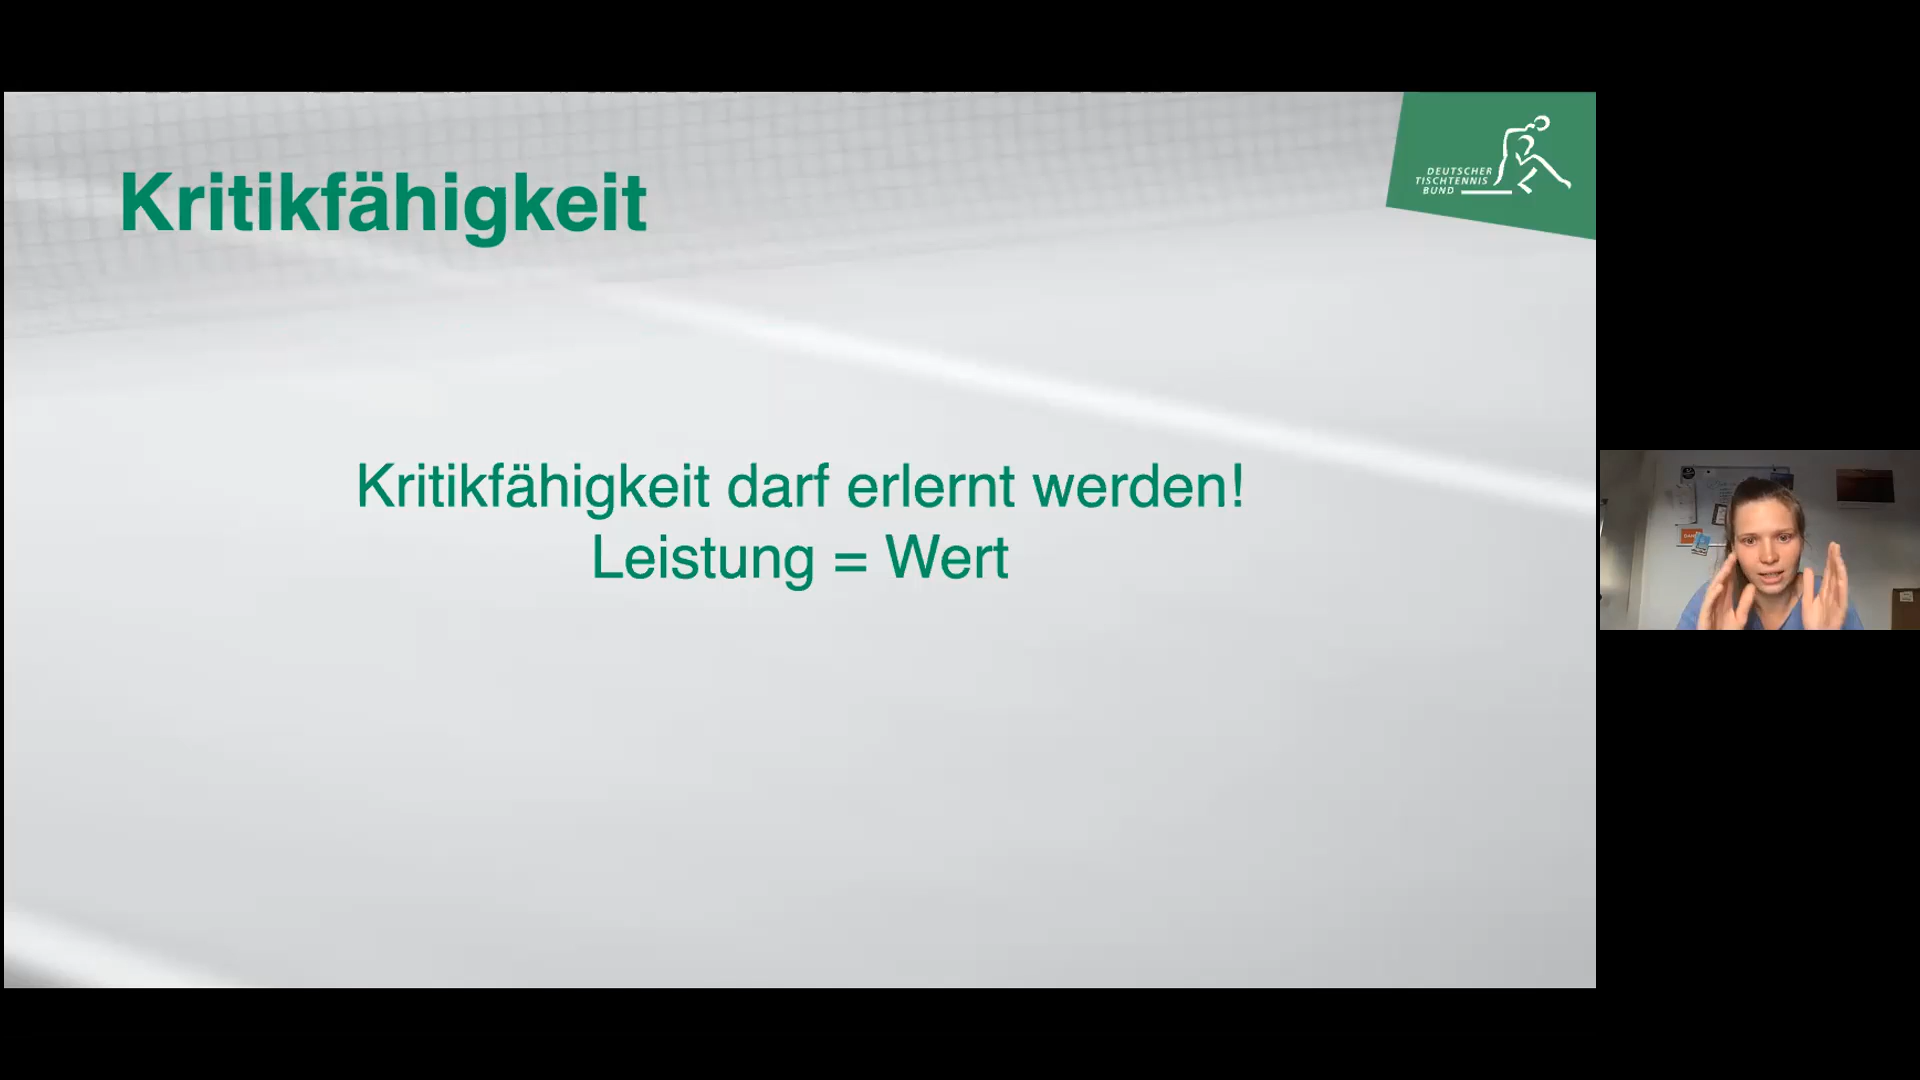 Kritikfähigkeit
DEUTSCHER
TISCHTENNIS
BUND
Kritikfähigkeit darf erlernt werden!
Leistung = Wert